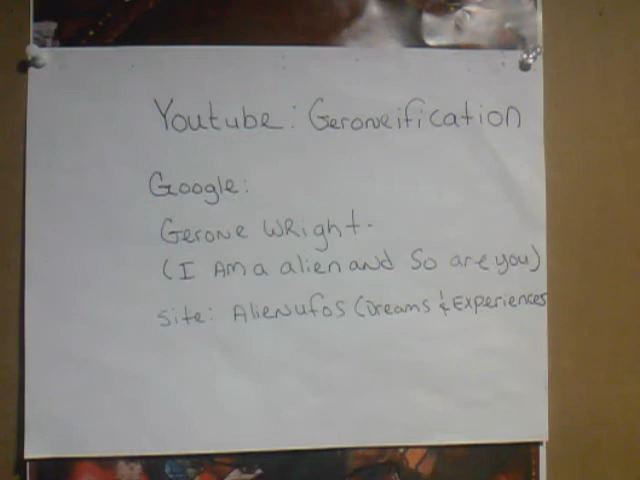 Youtube: Geroneification
Google:
Gerone Wright.
(I Am a alien and So are you)
Site: Alienufos (Dreams & Experiences